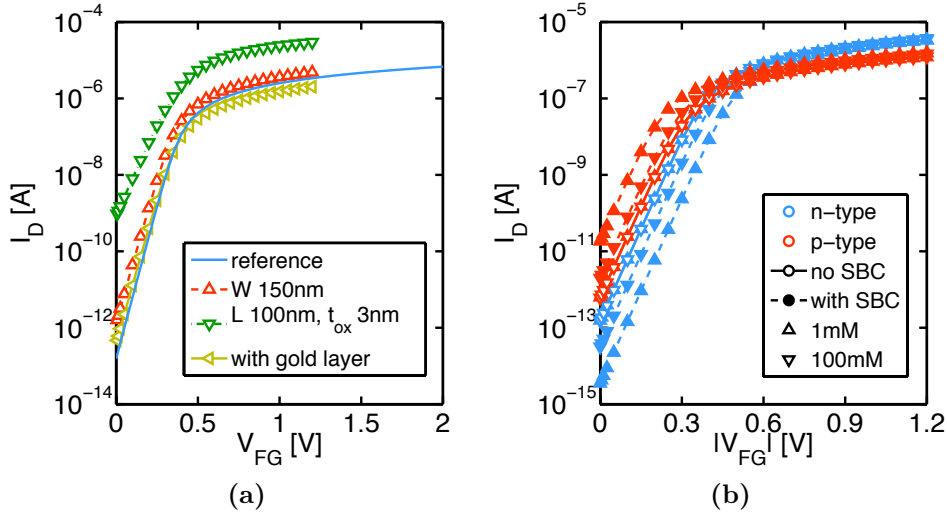 10⁻⁴
10⁻⁶
10⁻⁸
10⁻¹⁰
10⁻¹²
10⁻¹⁴
I_D [A]
0 0.5 1 1.5 2
V_FG [V]
reference
W 150nm
L 100nm, t_ox 3nm
with gold layer
(a)
10⁻⁵
10⁻⁷
10⁻⁹
10⁻¹¹
10⁻¹³
10⁻¹⁵
I_D [A]
0 0.3 0.6 0.9 1.2
|V_FG| [V]
n-type
p-type
no SBC
with SBC
1mM
100mM
(b)